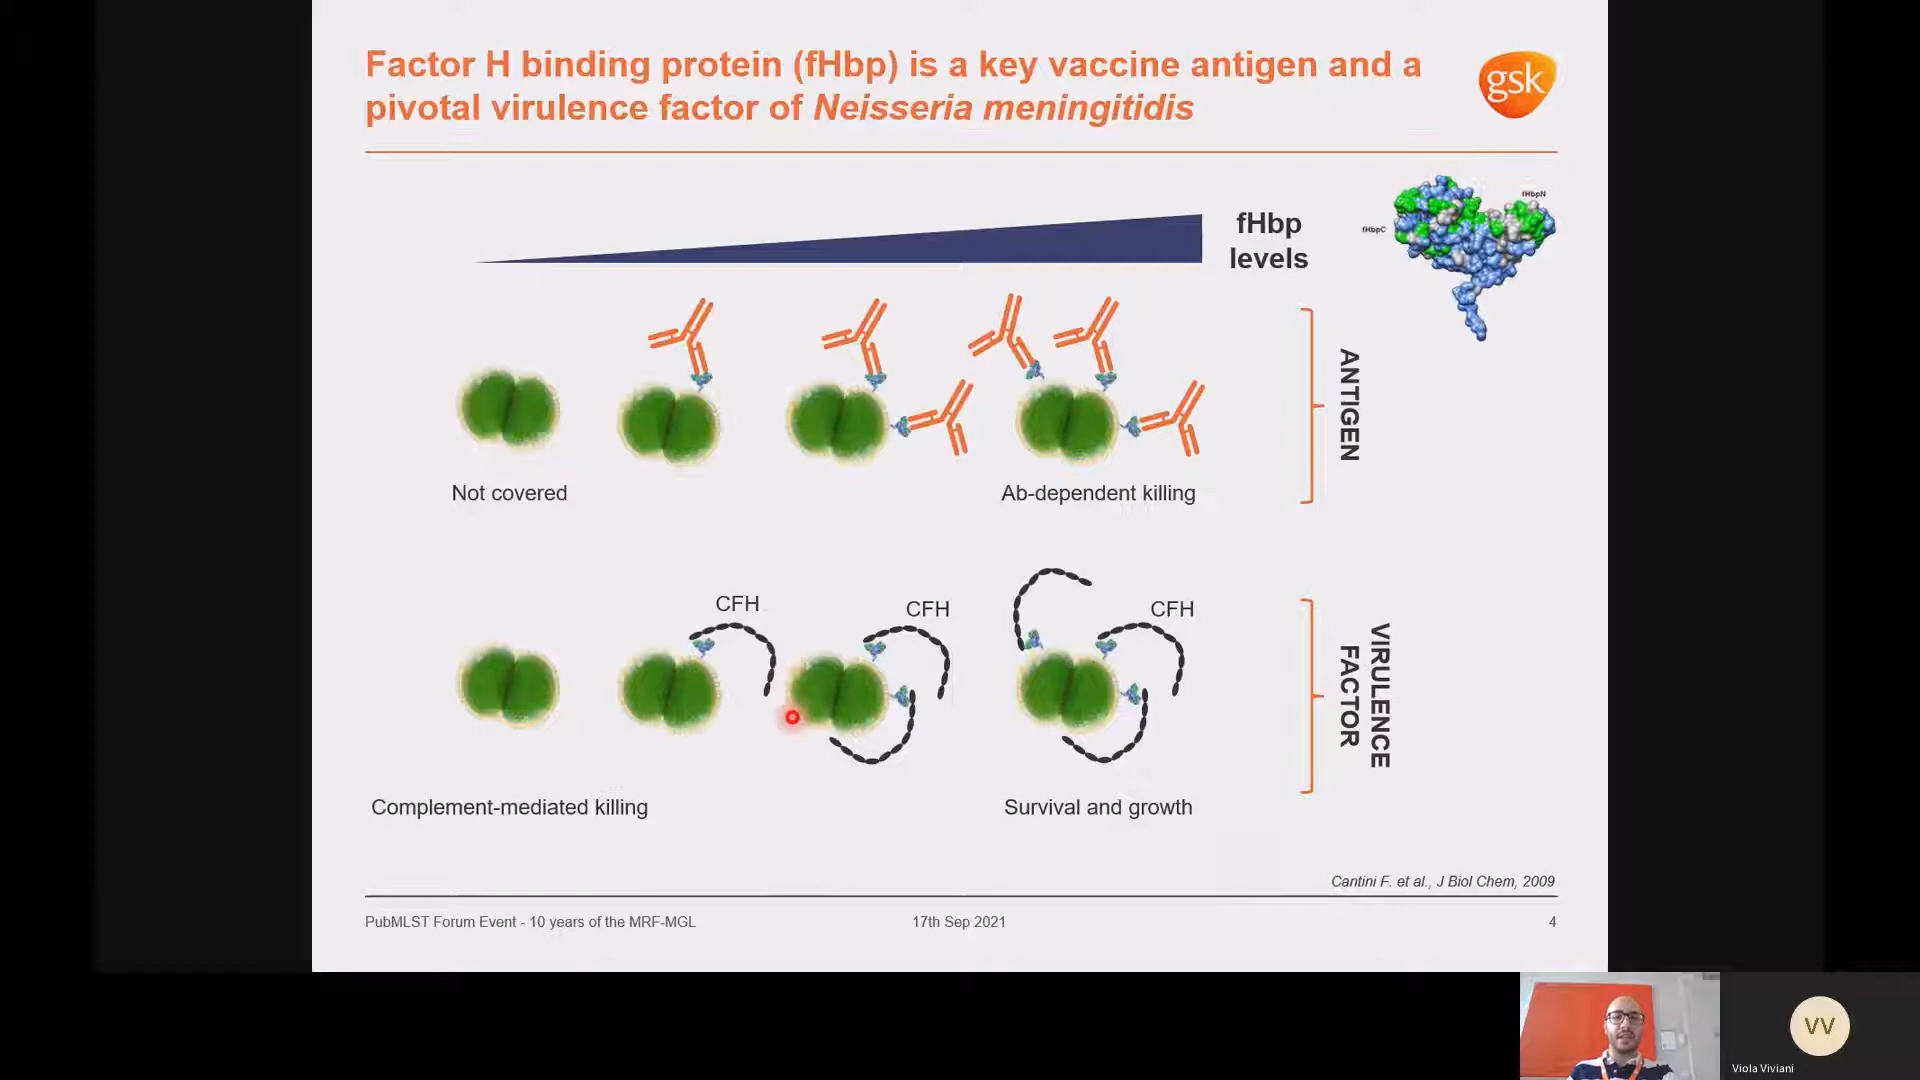 Factor H binding protein (fHbp) is a key vaccine antigen and a
pivotal virulence factor of Neisseria meningitidis
gsk
fHbp
levels
fHbpN
fHbpC
ANTIGEN
Not covered
Ab-dependent killing
CFH
CFH
CFH
VIRULENCE
FACTOR
Complement-mediated killing
Survival and growth
Cantini F. et al., J Biol Chem, 2009
PubMLST Forum Event - 10 years of the MRF-MGL
17th Sep 2021
4
VV
Viola Viviani